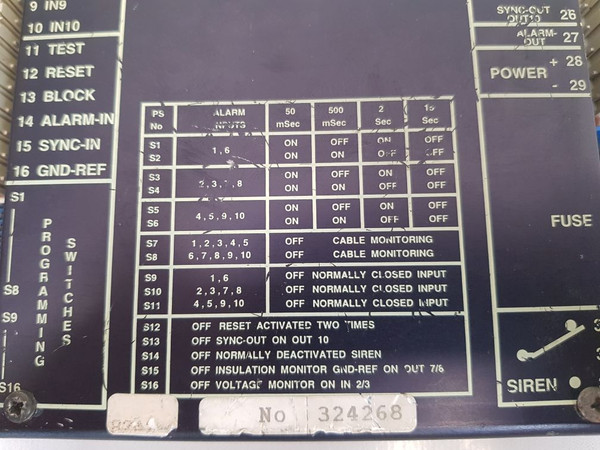 9 IN9
10 IN10
11 TEST
12 RESET
13 BLOCK
14 ALARM-IN
15 SYNC-IN
16 GND-REF
S1
PROGRAMMING
SWITCHES
S8
S9
S16
PS No ALARM INPUTS 50 mSec 500 mSec 2 Sec Sec
S1 1,6 ON OFF ON OFF
S2 ON ON OFF OFF
S3 2,3,7,8 ON OFF ON OFF
S4 ON ON OFF OFF
S5 4,5,9,10 ON OFF ON OFF
S6 ON ON OFF OFF
S7 1,2,3,4,5 OFF CABLE MONITORING
S8 6,7,8,9,10 OFF
S9 1,6 OFF NORMALLY CLOSED INPUT
S10 2,3,7,8 OFF NORMALLY CLOSED INPUT
S11 4,5,9,10 OFF NORMALLY CLOSED INPUT
S12 OFF RESET ACTIVATED TWO TIMES
S13 OFF SYNC-OUT ON OUT 10
S14 OFF NORMALLY DEACTIVATED SIREN
S15 OFF INSULATION MONITOR GND-REF ON OUT 7/8
S16 OFF VOLTAGE MONITOR ON IN 2/3
No 324268
SYNC-OUT
OUT10 26
ALARM-
OUT 27
POWER + 28
- 29
FUSE
SIREN